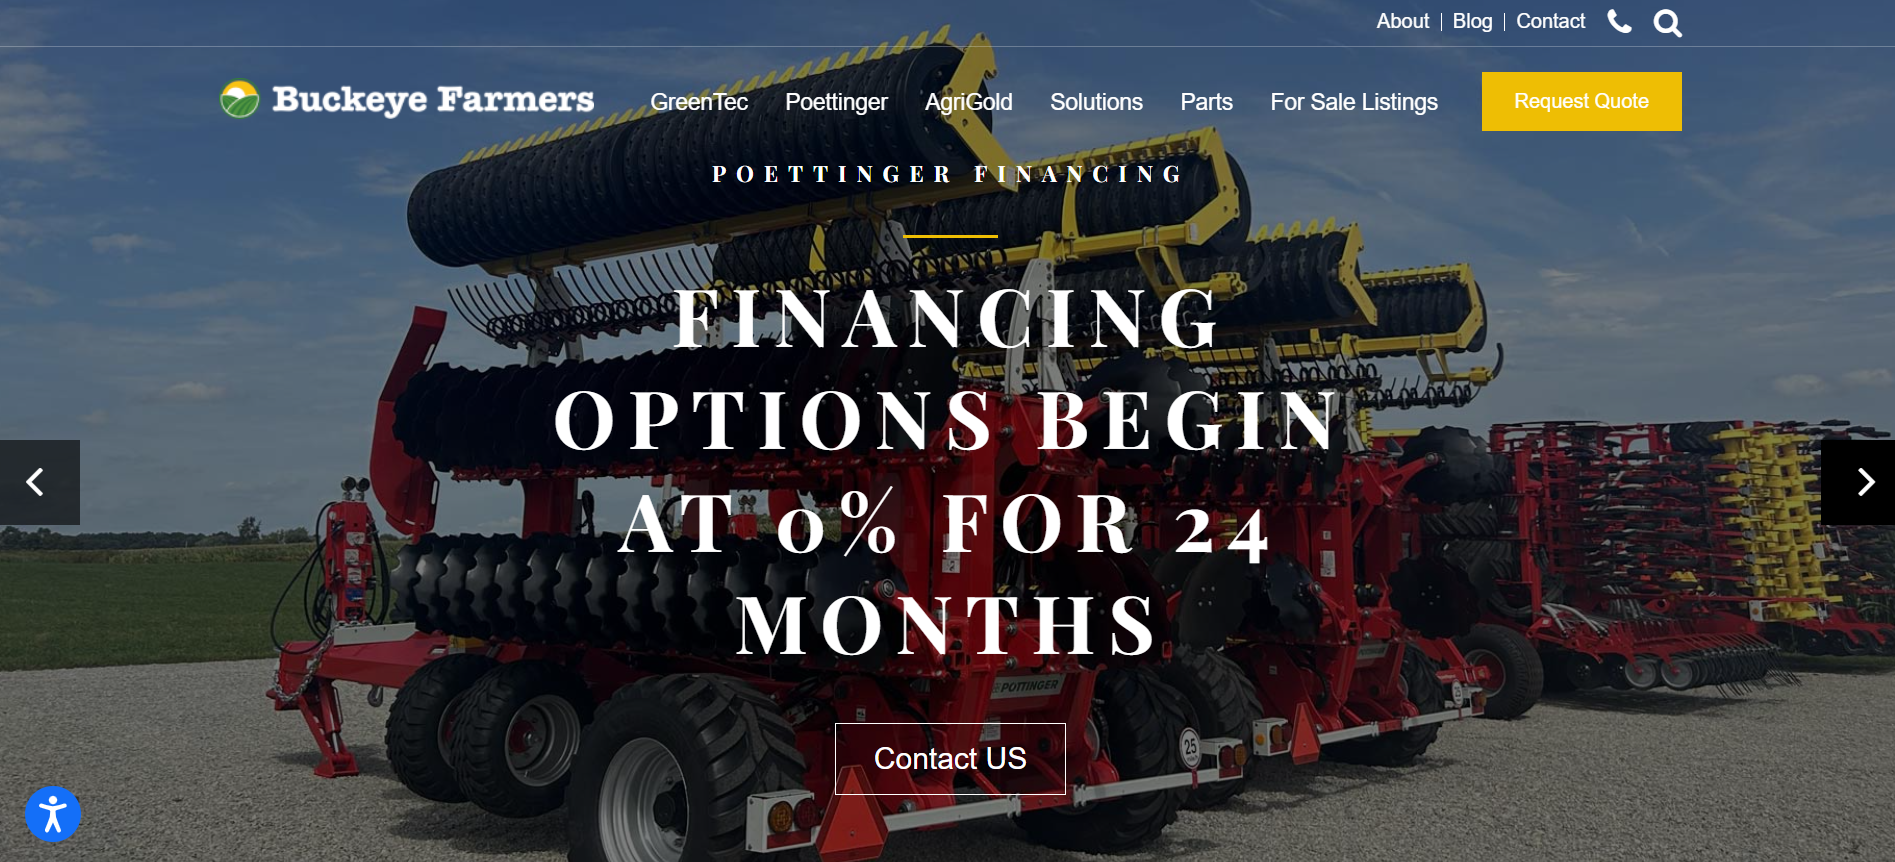 About | Blog | Contact
Buckeye Farmers
GreenTec Poettinger AgriGold Solutions Parts For Sale Listings Request Quote
POETTINGER FINANCING
FINANCING
OPTIONS BEGIN
AT 0% FOR 24
MONTHS
PÖTTINGER
Contact US
25